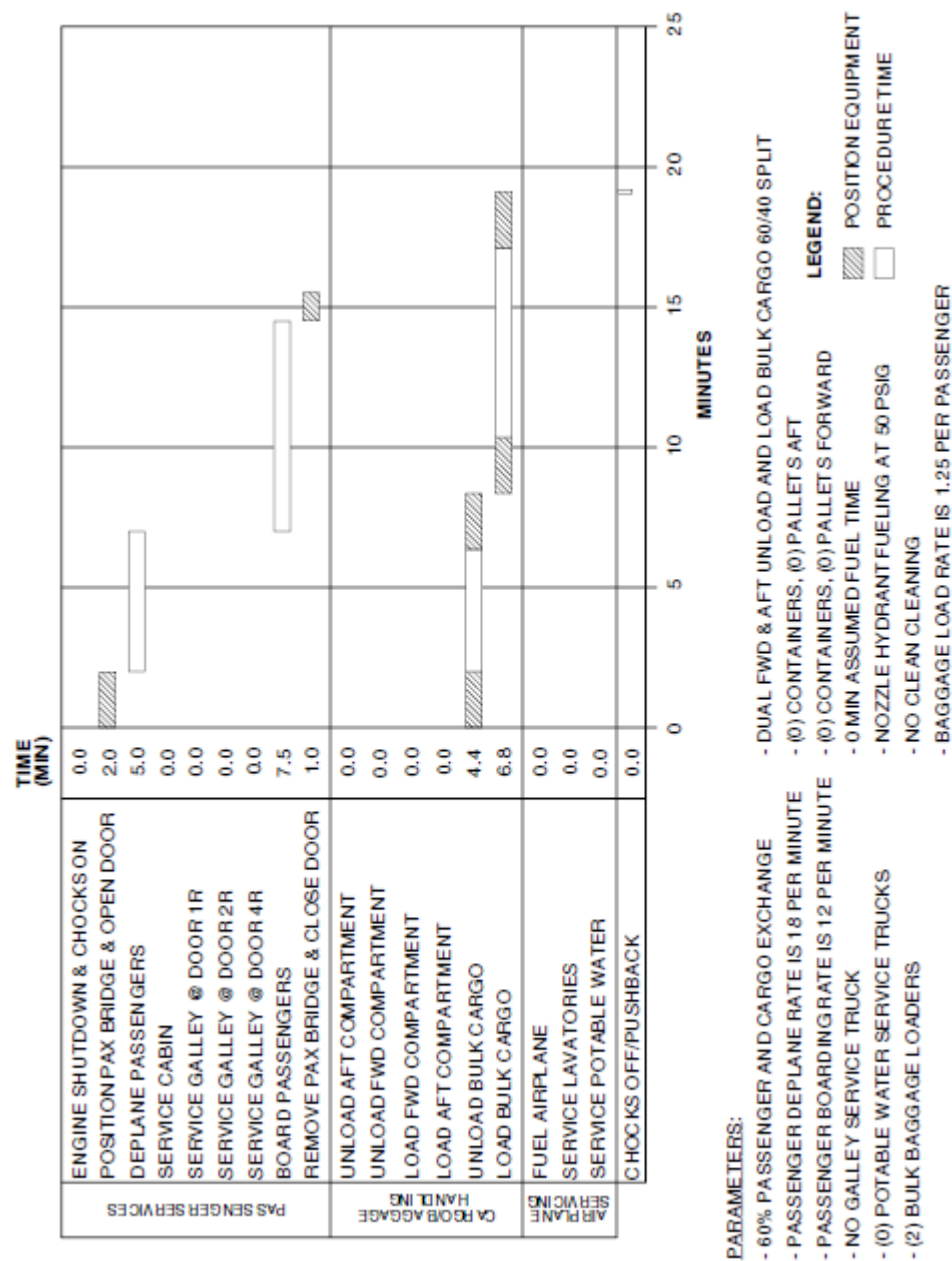 TIME
(MIN)
PASSENGER SERVICES
ENGINE SHUTDOWN & CHOCKS ON 0.0
POSITION PAX BRIDGE & OPEN DOOR 2.0
DEPLANE PASSENGERS 5.0
SERVICE CABIN 0.0
SERVICE GALLEY @ DOOR 1R 0.0
SERVICE GALLEY @ DOOR 2R 0.0
SERVICE GALLEY @ DOOR 4R 0.0
BOARD PASSENGERS 7.5
REMOVE PAX BRIDGE & CLOSE DOOR 1.0
CARGO/BAGGAGE
HANDLING
UNLOAD AFT COMPARTMENT 0.0
UNLOAD FWD COMPARTMENT 0.0
LOAD FWD COMPARTMENT 0.0
LOAD AFT COMPARTMENT 0.0
UNLOAD BULK CARGO 4.4
LOAD BULK CARGO 6.8
AIRPLANE
SERVICING
FUEL AIRPLANE 0.0
SERVICE LAVATORIES 0.0
SERVICE POTABLE WATER 0.0
CHOCKS OFF/PUSHBACK 0.0
0 5 10 15 20 25
MINUTES
PARAMETERS:
- 60% PASSENGER AND CARGO EXCHANGE
- PASSENGER DEPLANE RATE IS 18 PER MINUTE
- PASSENGER BOARDING RATE IS 12 PER MINUTE
- NO GALLEY SERVICE TRUCK
- (0) POTABLE WATER SERVICE TRUCKS
- (2) BULK BAGGAGE LOADERS
- DUAL FWD & AFT UNLOAD AND LOAD BULK CARGO 60/40 SPLIT
- (0) CONTAINERS, (0) PALLETS AFT
- (0) CONTAINERS, (0) PALLETS FORWARD
- 0 MIN ASSUMED FUEL TIME
- NOZZLE HYDRANT FUELING AT 50 PSIG
- NO CLEAN CLEANING
- BAGGAGE LOAD RATE IS 1.25 PER PASSENGER
LEGEND:
POSITION EQUIPMENT
PROCEDURE TIME